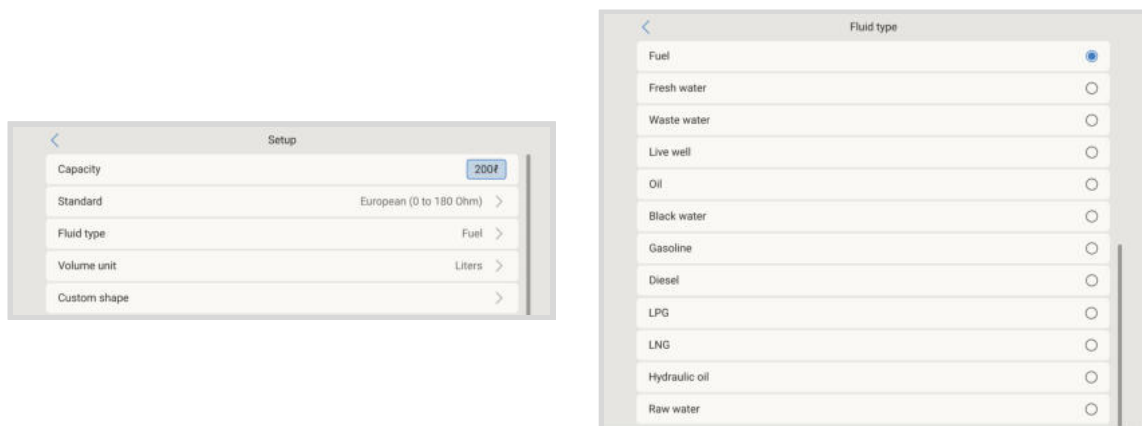 Setup
Capacity 200ℓ
Standard European (0 to 180 Ohm)
Fluid type Fuel
Volume unit Liters
Custom shape
Fluid type
Fuel
Fresh water
Waste water
Live well
Oil
Black water
Gasoline
Diesel
LPG
LNG
Hydraulic oil
Raw water